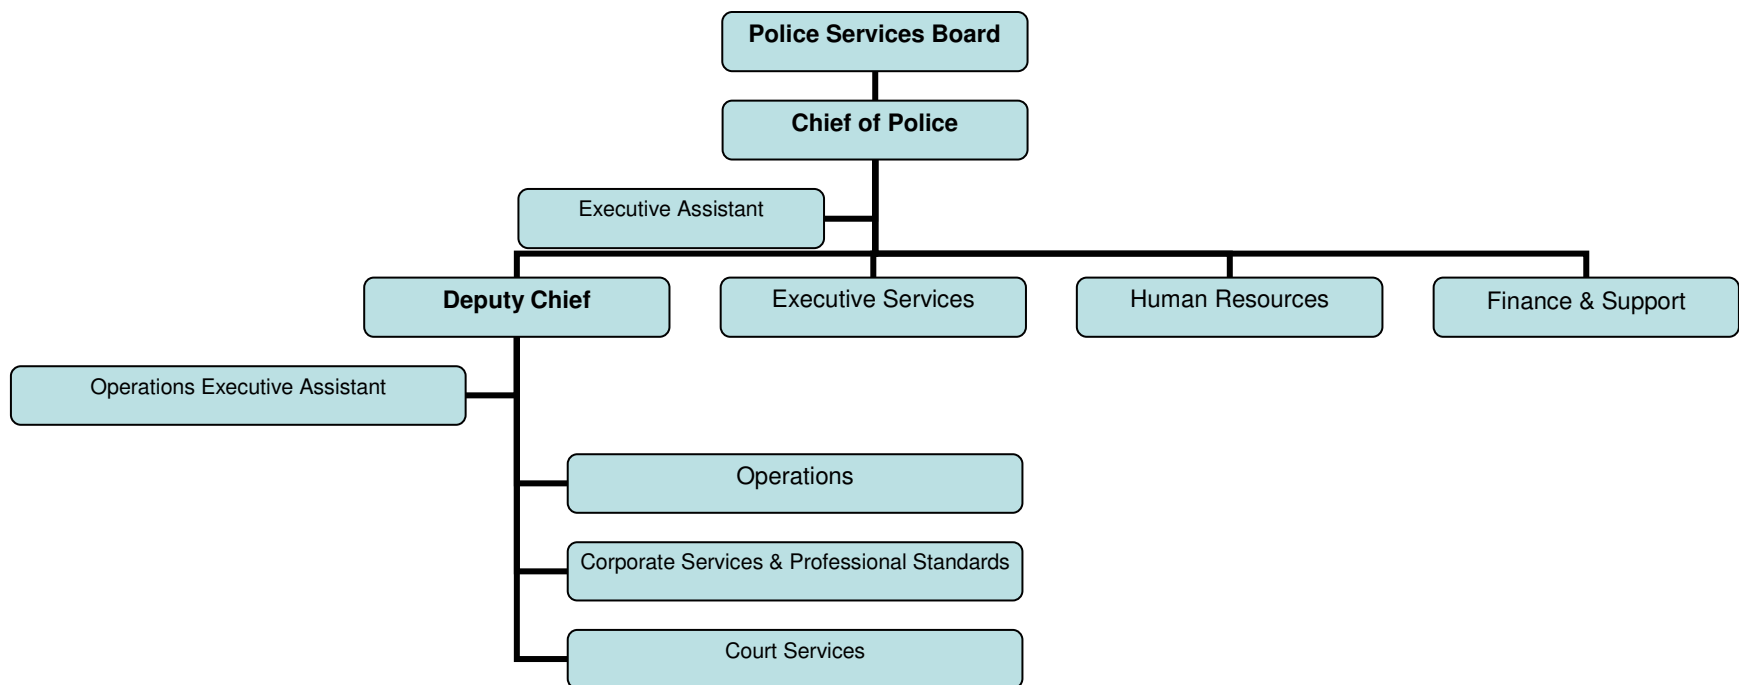 Police Services Board
Chief of Police
Executive Assistant
Deputy Chief
Executive Services
Human Resources
Finance & Support
Operations Executive Assistant
Operations
Corporate Services & Professional Standards
Court Services